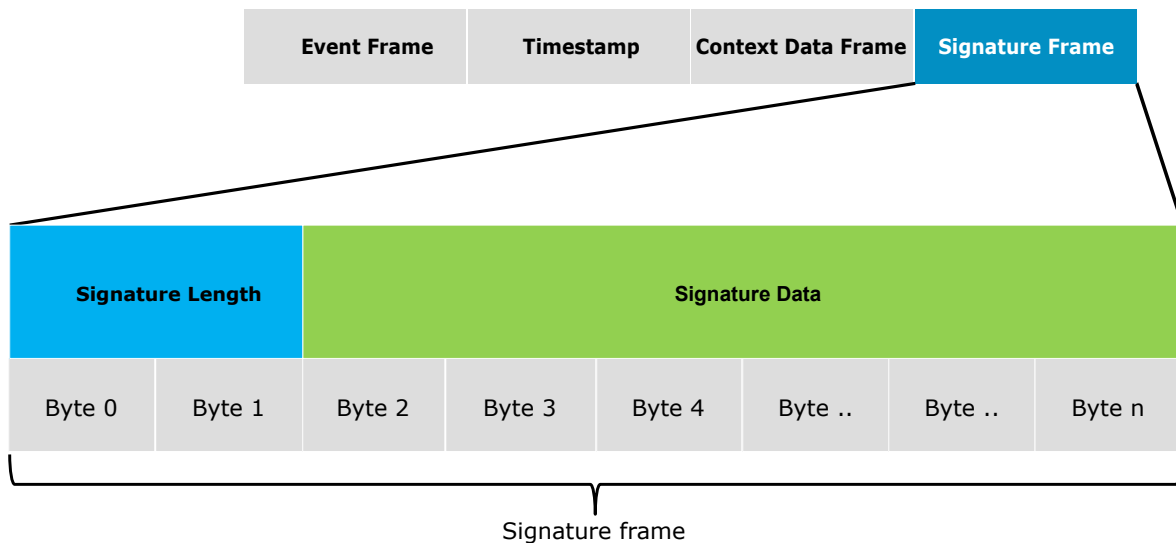 Event Frame Timestamp Context Data Frame Signature Frame
Signature Length Signature Data
Byte 0 Byte 1 Byte 2 Byte 3 Byte 4 Byte .. Byte .. Byte n
Signature frame